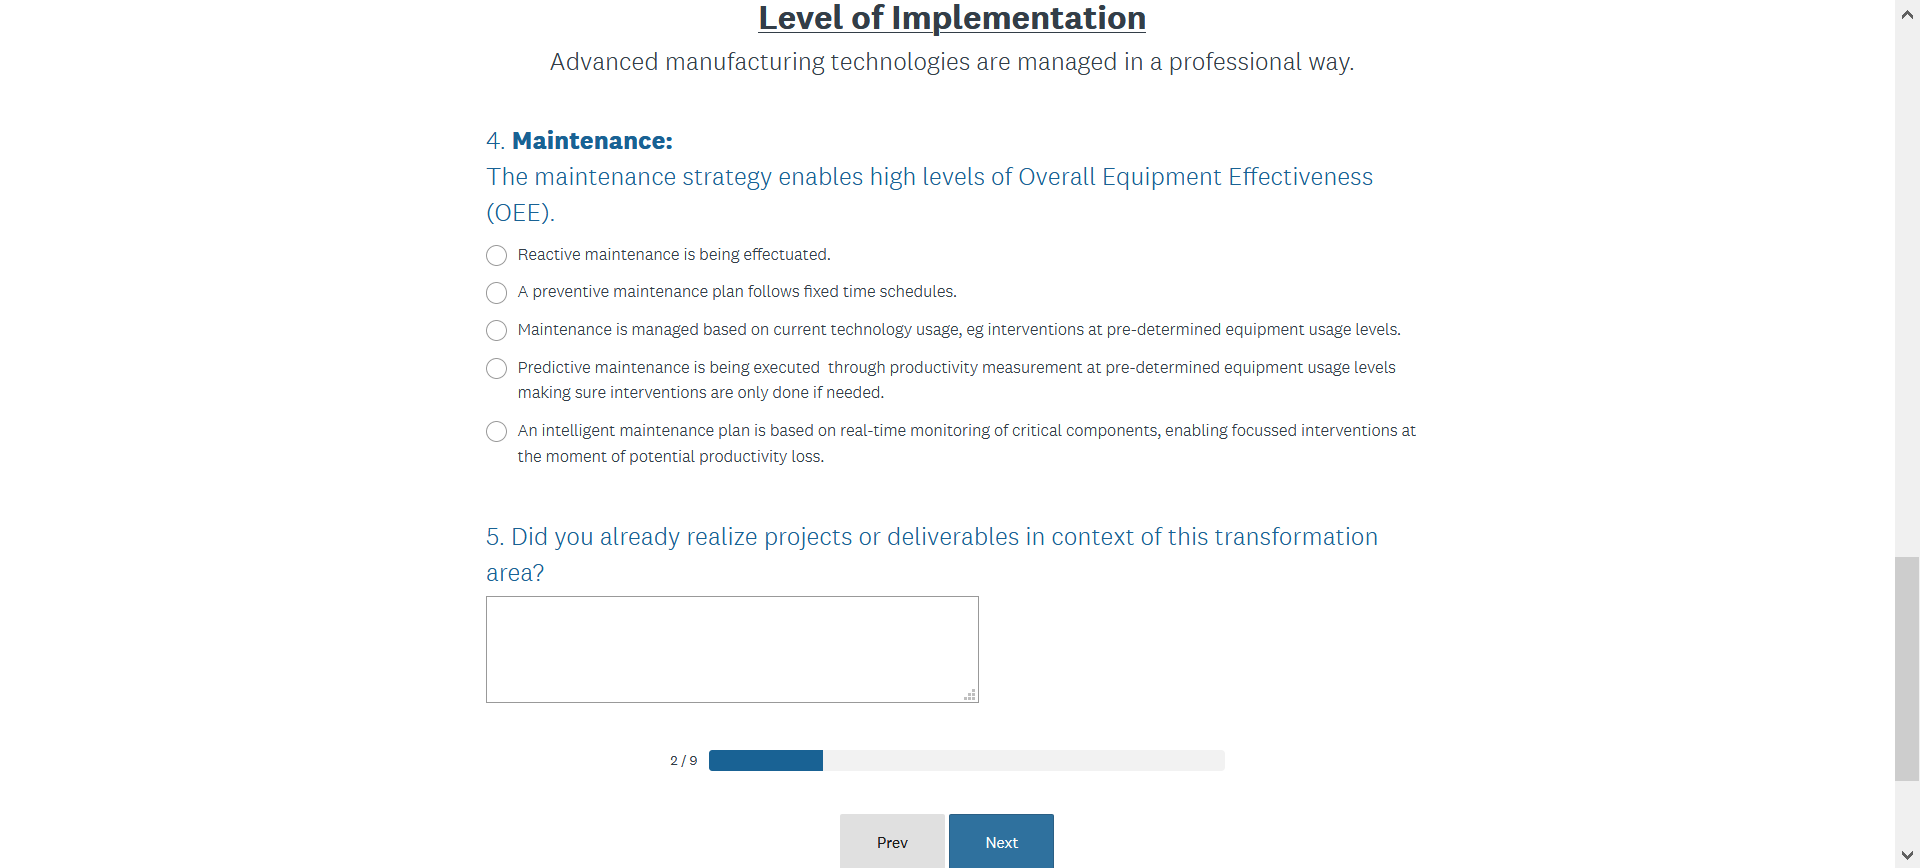 Level of Implementation
Advanced manufacturing technologies are managed in a professional way.
4. Maintenance:
The maintenance strategy enables high levels of Overall Equipment Effectiveness
(OEE).
Reactive maintenance is being effectuated.
A preventive maintenance plan follows fixed time schedules.
Maintenance is managed based on current technology usage, eg interventions at pre-determined equipment usage levels.
Predictive maintenance is being executed  through productivity measurement at pre-determined equipment usage levels
making sure interventions are only done if needed.
An intelligent maintenance plan is based on real-time monitoring of critical components, enabling focussed interventions at
the moment of potential productivity loss.
5. Did you already realize projects or deliverables in context of this transformation
area?
2 / 9
Prev
Next